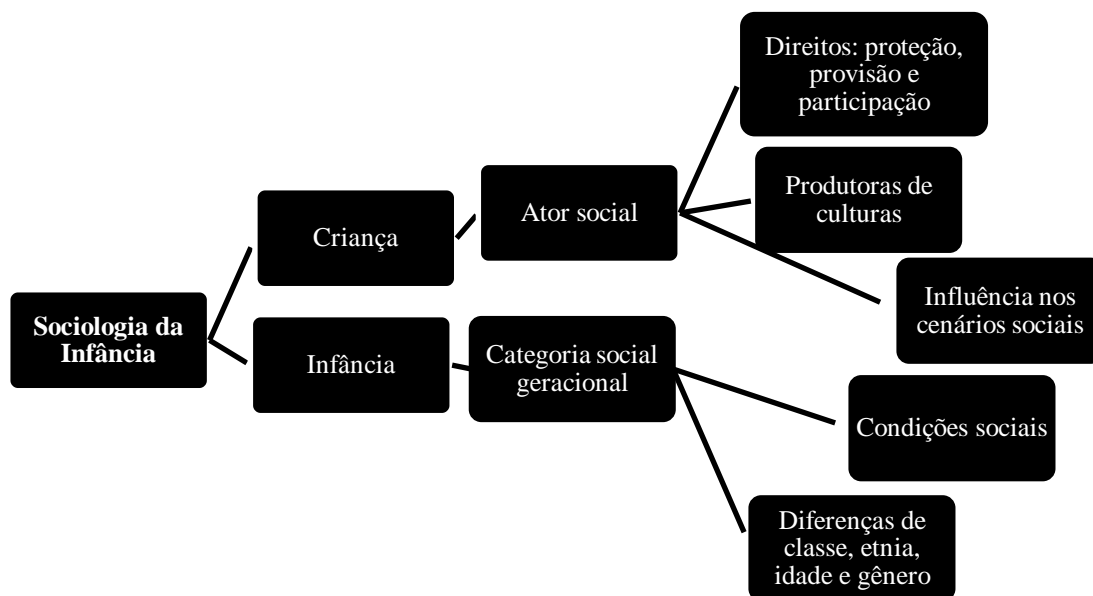 Sociologia da
Infância
Criança
Ator social
Direitos: proteção,
provisão e
participação
Produtoras de
culturas
Influência nos
cenários sociais
Infância
Categoria social
geracional
Condições sociais
Diferenças de
classe, etnia,
idade e gênero